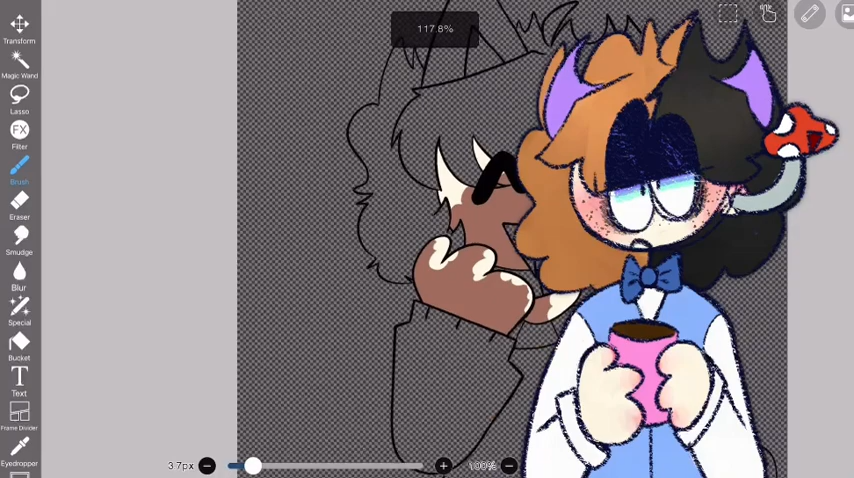 117.8%
Transform
Magic Wand
Lasso
FX
Filter
Brush
Eraser
Smudge
Blur
Special
Bucket
T
Text
Frame Divider
Eyedropper
3.7px
100%